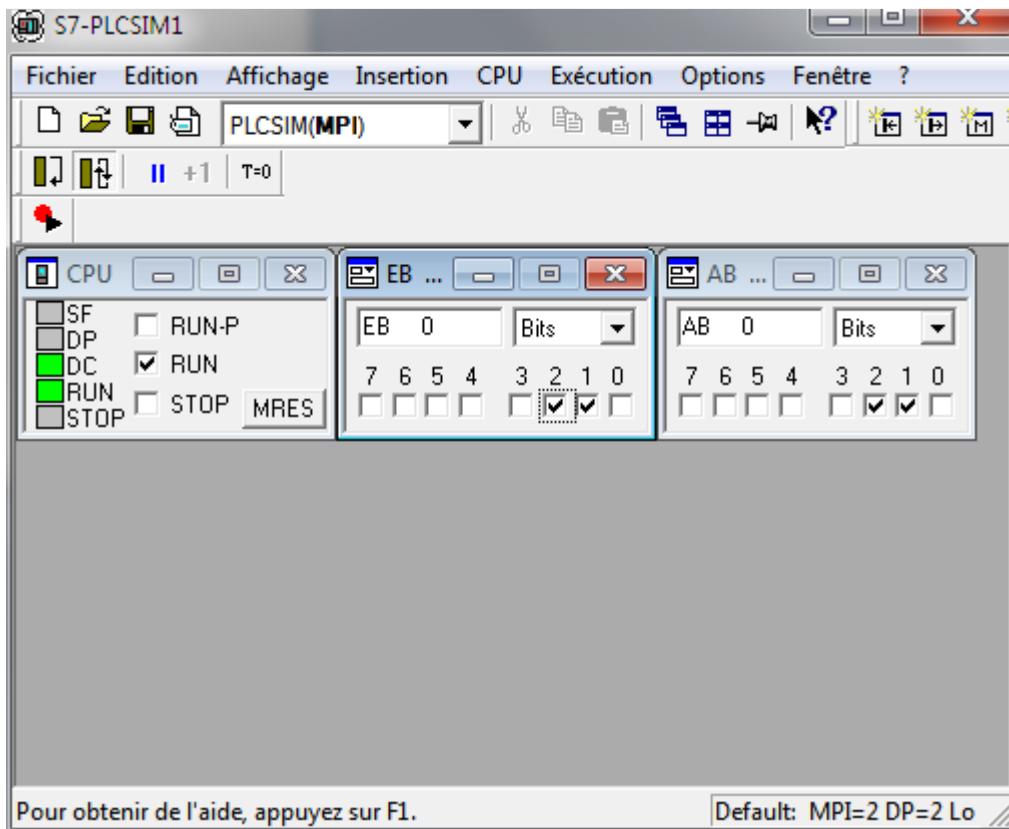 S7-PLCSIM1
Fichier Edition Affichage Insertion CPU Exécution Options Fenêtre ?
PLCSIM(MPI)
+1 T=0
CPU
SF
DP
DC
RUN
STOP
RUN-P
RUN
STOP
MRES
EB ...
EB 0 Bits
7 6 5 4 3 2 1 0
AB ...
AB 0 Bits
7 6 5 4 3 2 1 0
Pour obtenir de l'aide, appuyez sur F1.
Default: MPI=2 DP=2 Lo